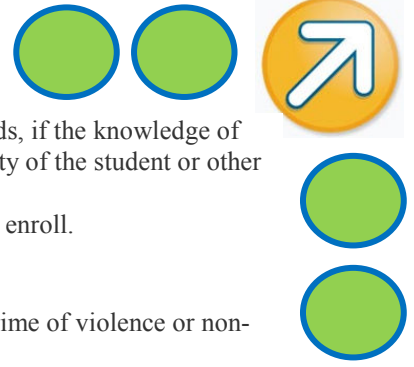 ds, if the knowledge of
ty of the student or other
enroll.
ime of violence or non-